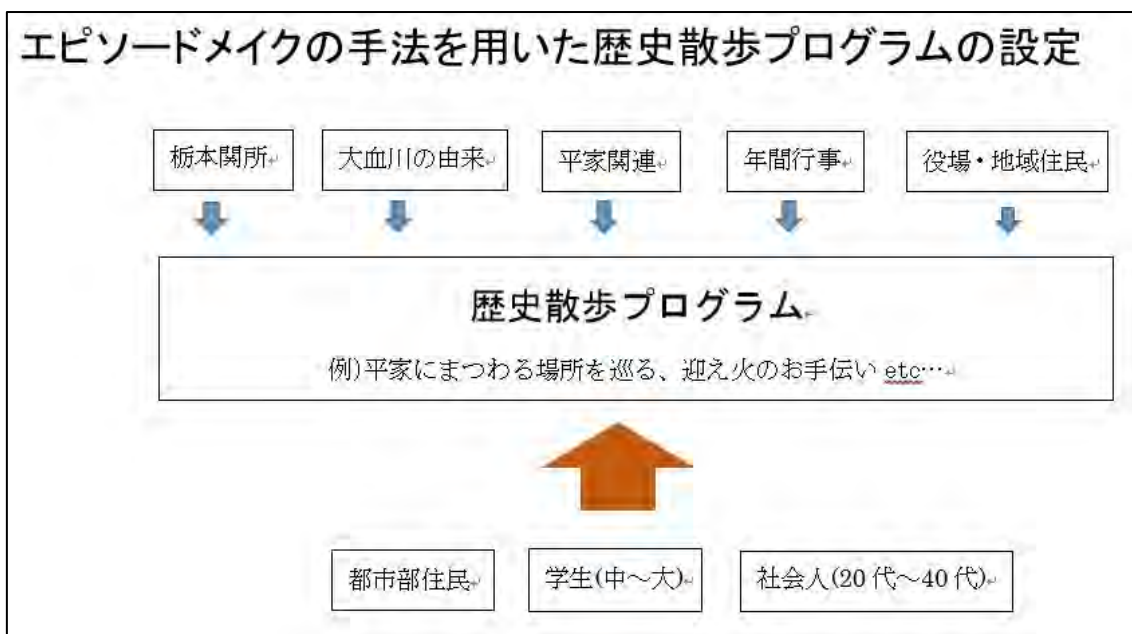 エピソードメイクの手法を用いた歴史散歩プログラムの設定
栃本関所
大血川の由来
平家関連
年間行事
役場・地域住民
歴史散歩プログラム
例)平家にまつわる場所を巡る、迎え火のお手伝い etc…
都市部住民
学生(中～大)
社会人(20 代～40 代)